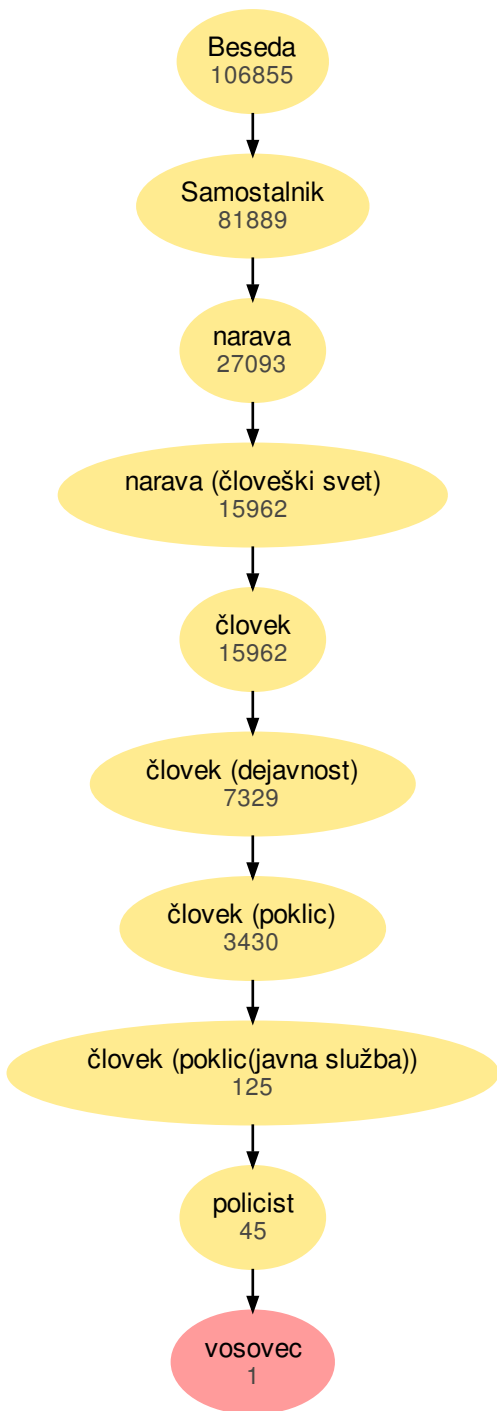 Beseda
106855
Samostalnik
81889
narava
27093
narava (človeški svet)
15962
človek
15962
človek (dejavnost)
7329
človek (poklic)
3430
človek (poklic(javna služba))
125
policist
45
vosovec
1